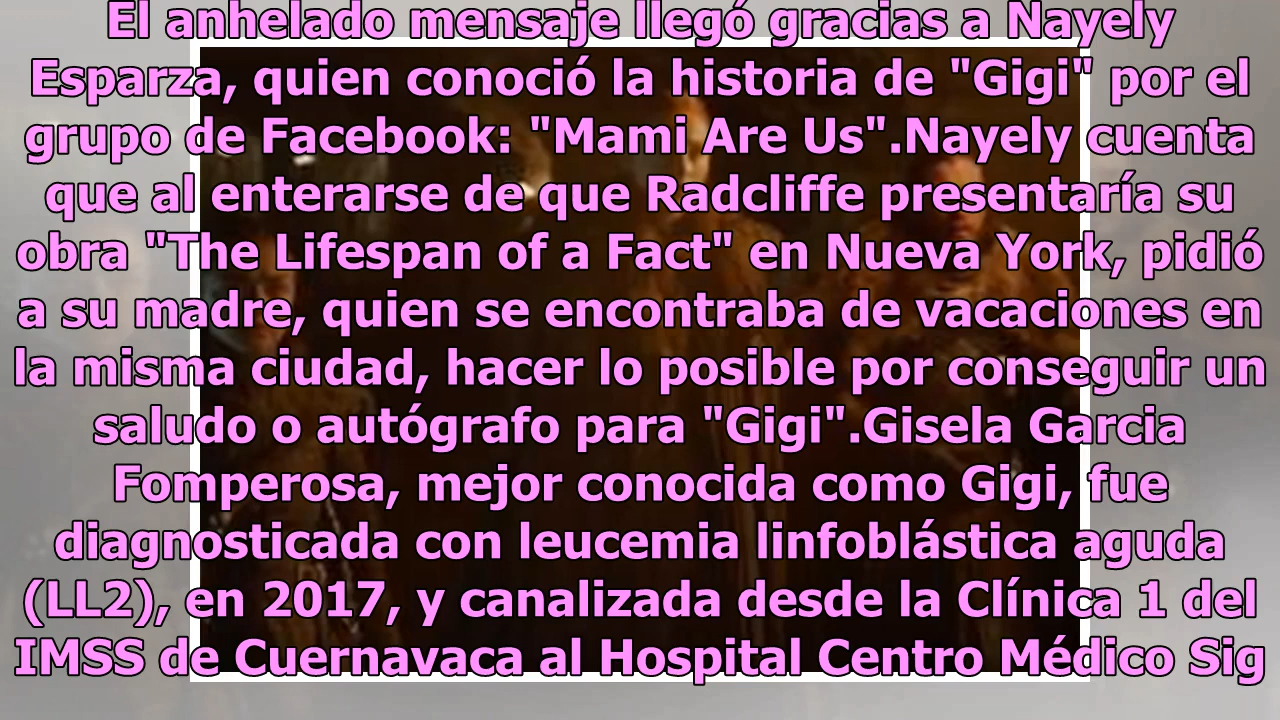 El anhelado mensaje llegó gracias a Nayely
Esparza, quien conoció la historia de "Gigi" por el
grupo de Facebook: "Mami Are Us".Nayely cuenta
que al enterarse de que Radcliffe presentaría su
obra "The Lifespan of a Fact" en Nueva York, pidió
a su madre, quien se encontraba de vacaciones en
la misma ciudad, hacer lo posible por conseguir un
saludo o autógrafo para "Gigi".Gisela Garcia
Fomperosa, mejor conocida como Gigi, fue
diagnosticada con leucemia linfoblástica aguda
(LL2), en 2017, y canalizada desde la Clínica 1 del
IMSS de Cuernavaca al Hospital Centro Médico Sig